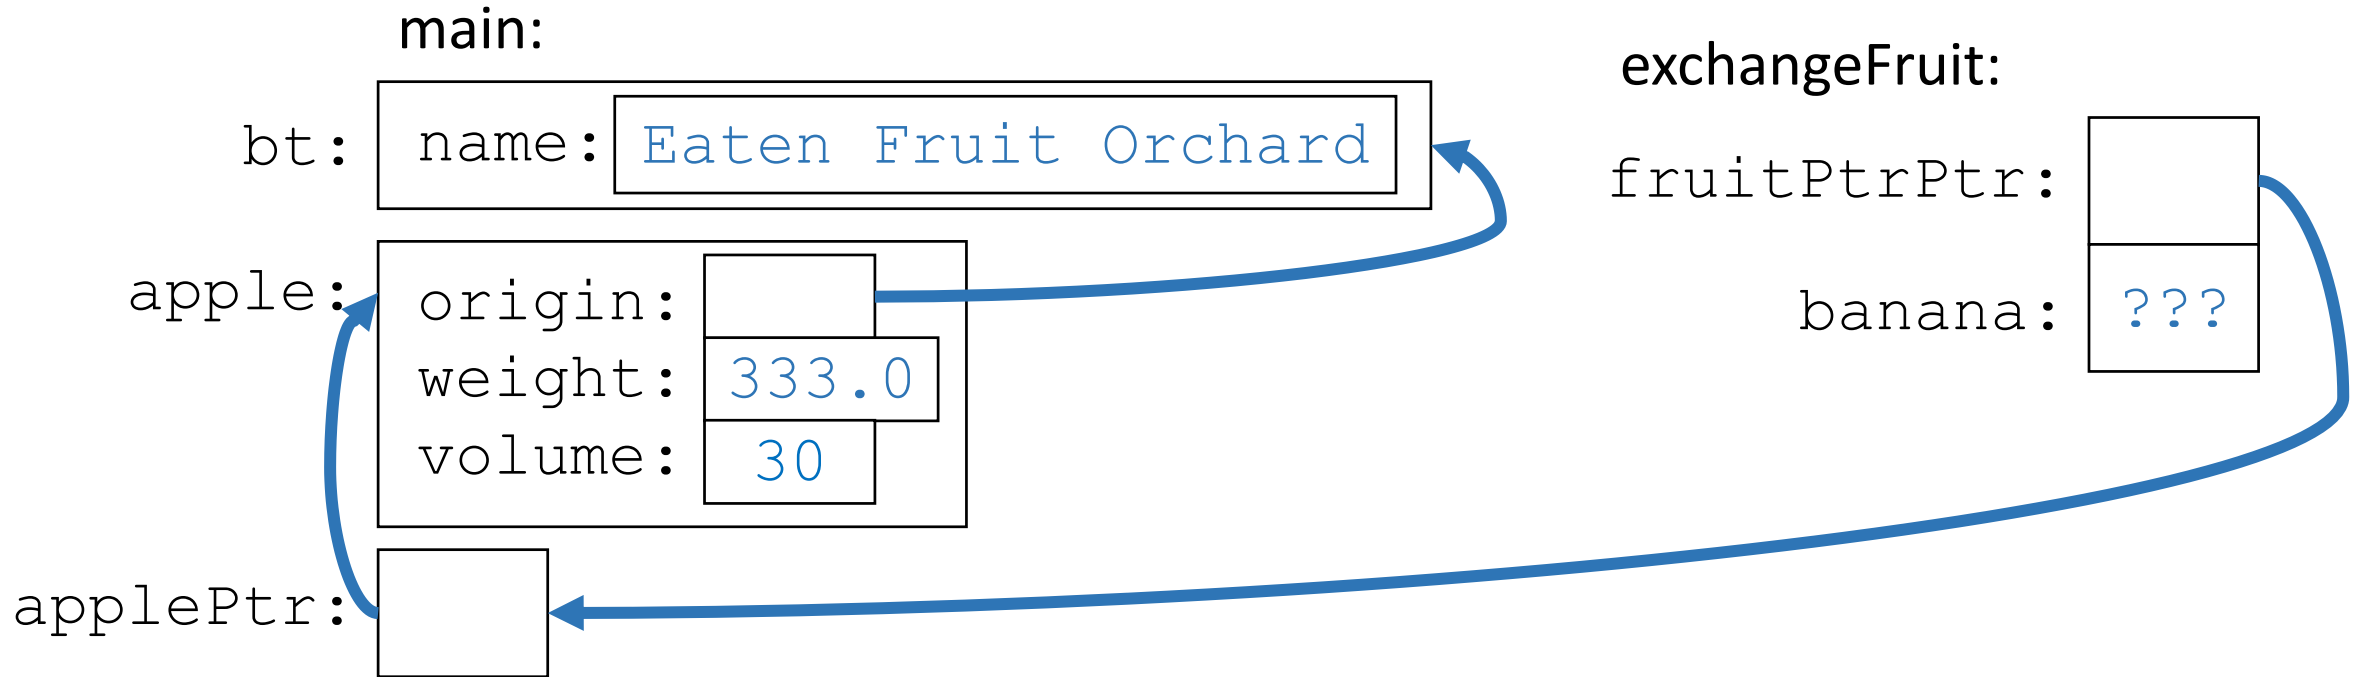 main:
bt: name: Eaten Fruit Orchard
apple: origin:
weight: 333.0
volume: 30
applePtr:
exchangeFruit:
fruitPtrPtr:
banana: ???